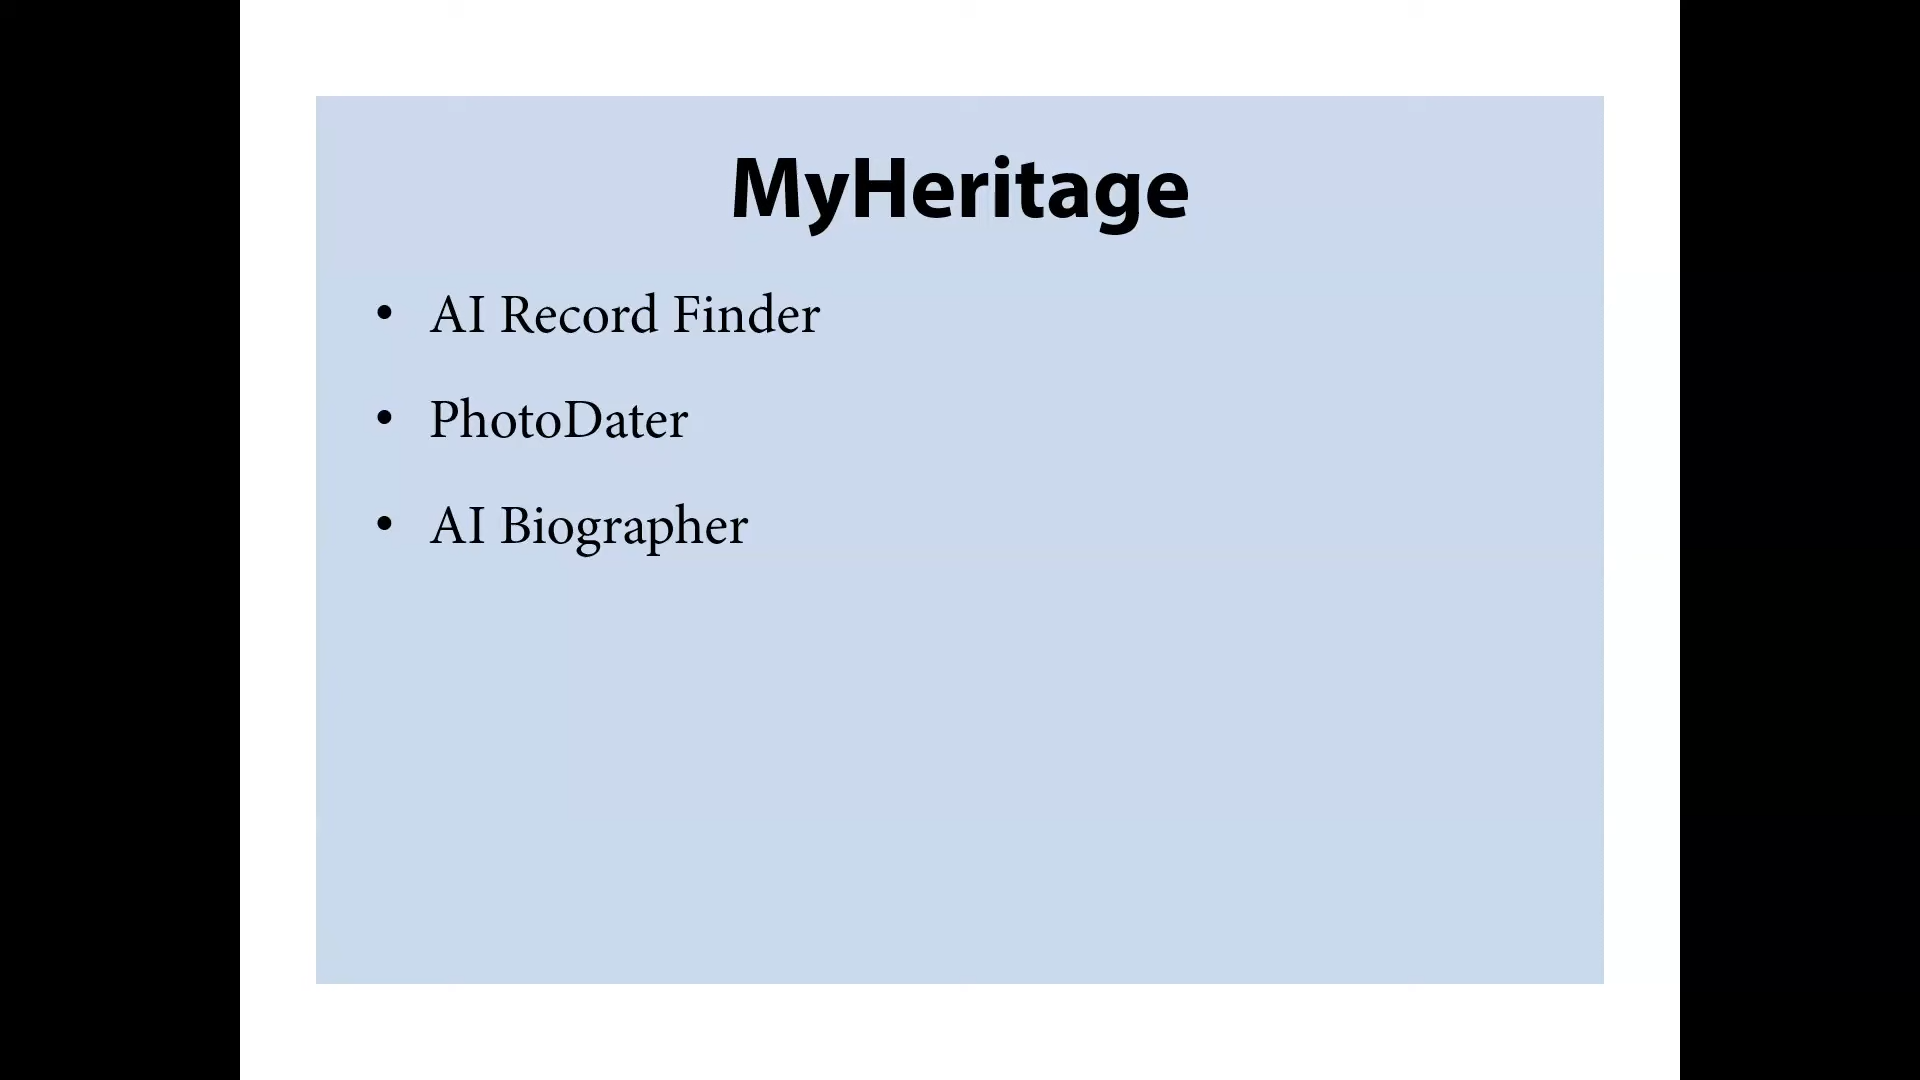 MyHeritage
• AI Record Finder
• PhotoDater
• AI Biographer